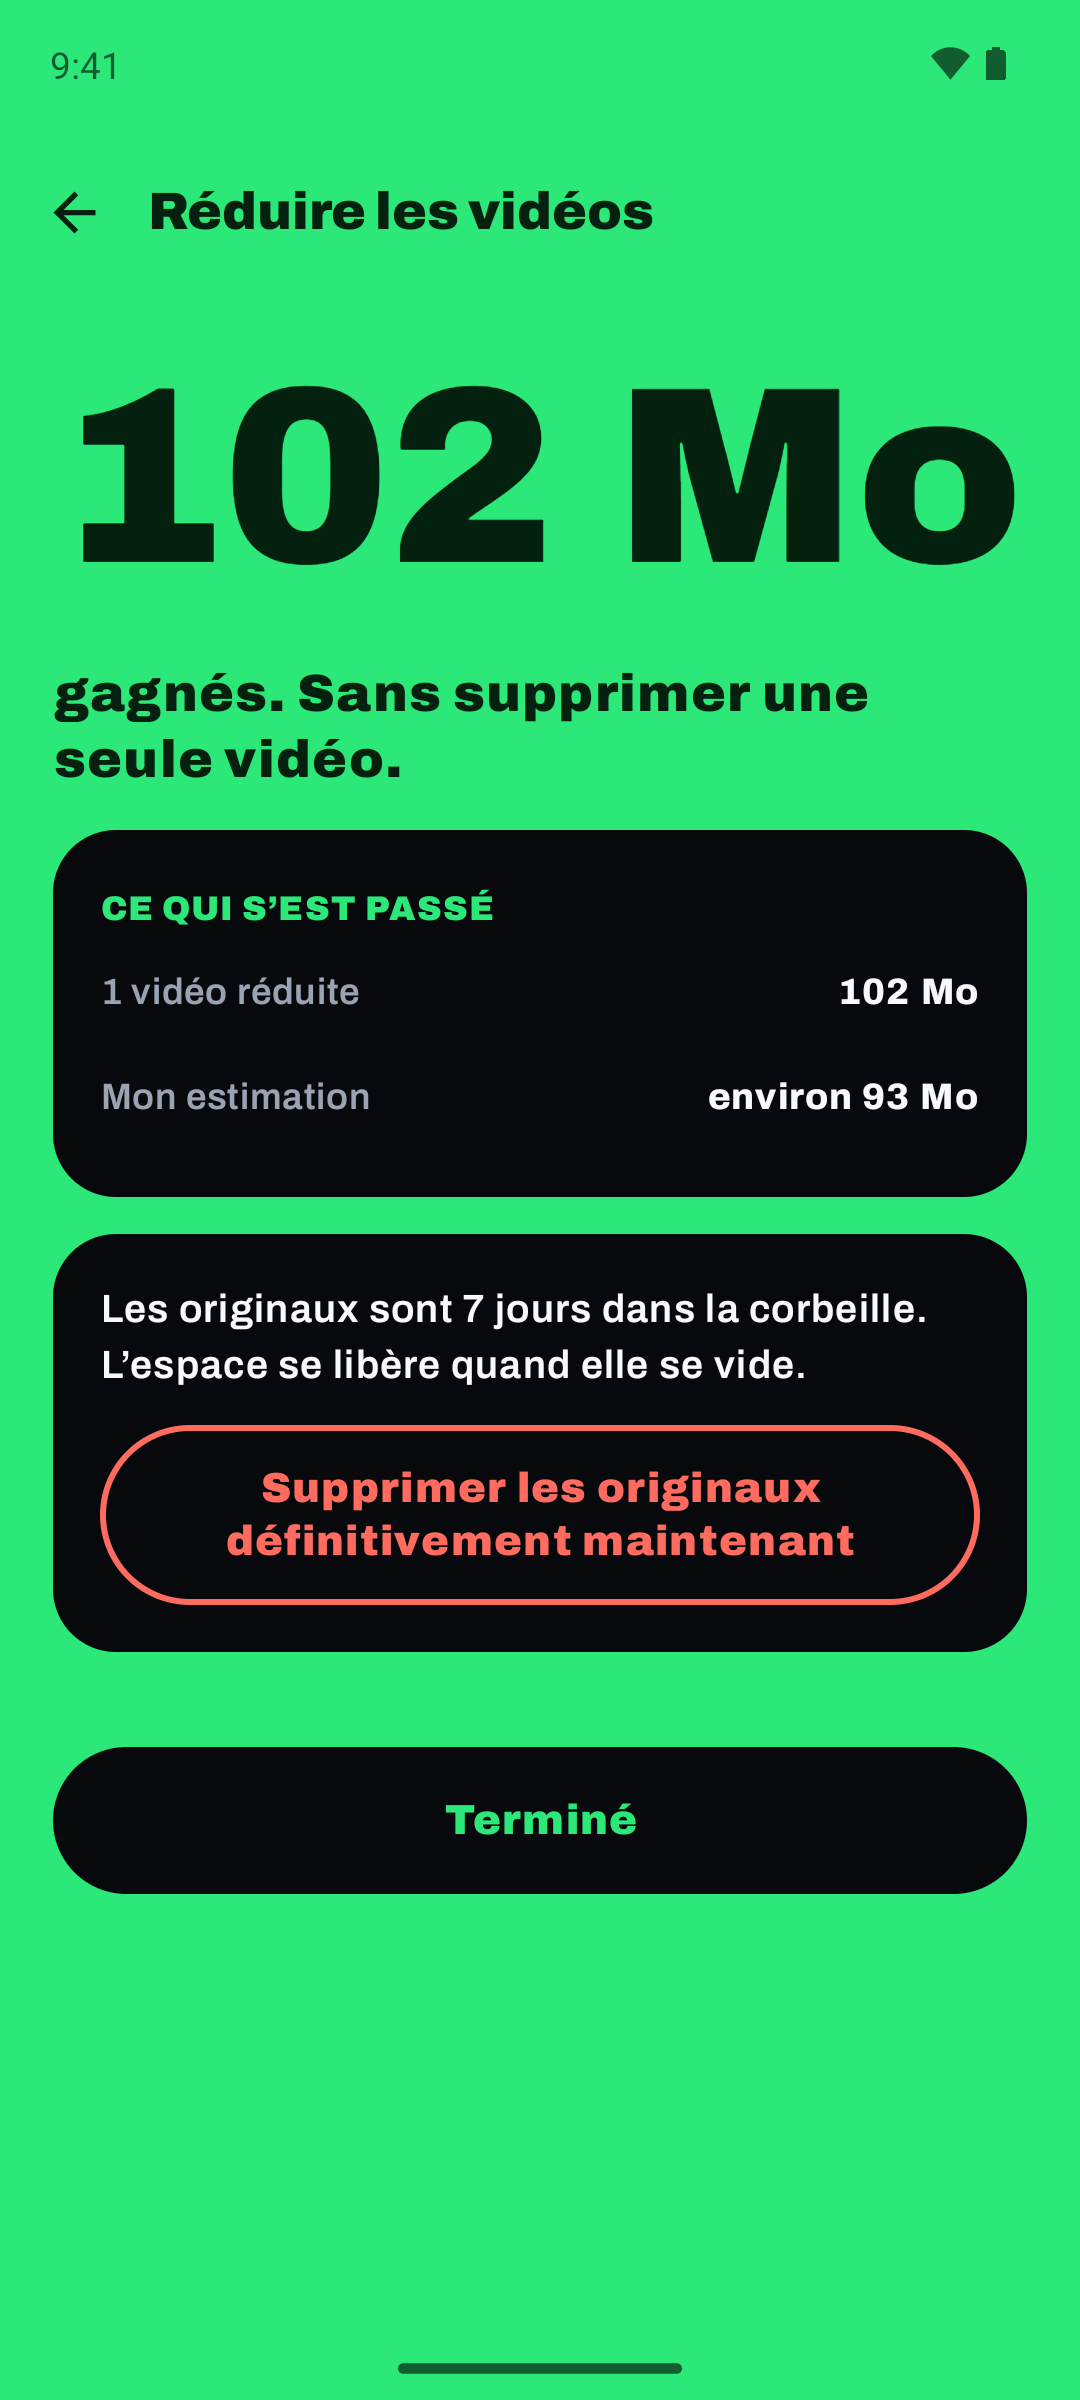 9:41
Réduire les vidéos
102 Mo
gagnés. Sans supprimer une
seule vidéo.
CE QUI S’EST PASSÉ
1 vidéo réduite 102 Mo
Mon estimation environ 93 Mo
Les originaux sont 7 jours dans la corbeille.
L’espace se libère quand elle se vide.
Supprimer les originaux
définitivement maintenant
Terminé